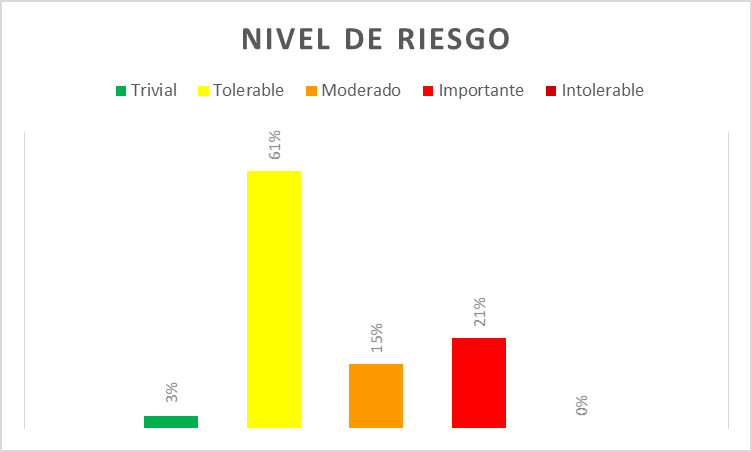 NIVEL DE RIESGO
Trivial Tolerable Moderado Importante Intolerable
3%
61%
15%
21%
0%